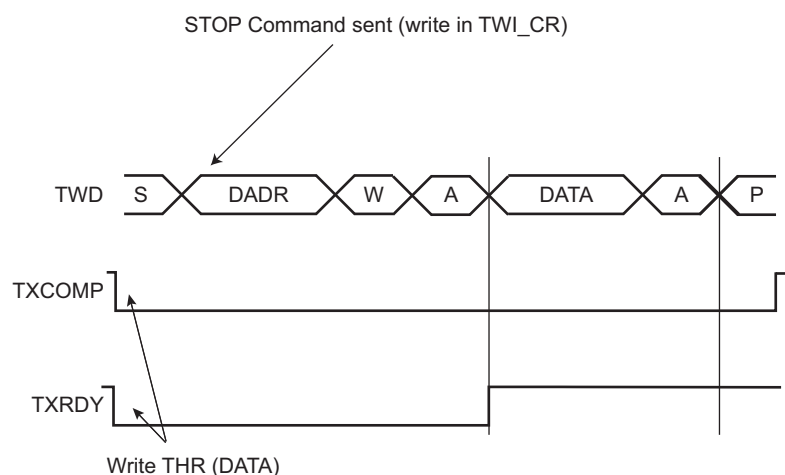 STOP Command sent (write in TWI_CR)
TWD S DADR W A DATA A P
TXCOMP
TXRDY
Write THR (DATA)